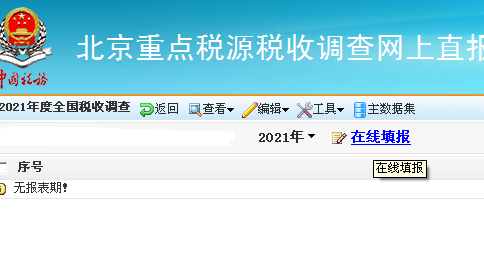 北京重点税源税收调查网上直报
中国税务
2021年度全国税收调查 返回 查看 编辑 工具 主数据集
2021年 在线填报
在线填报
序号
无报表期!